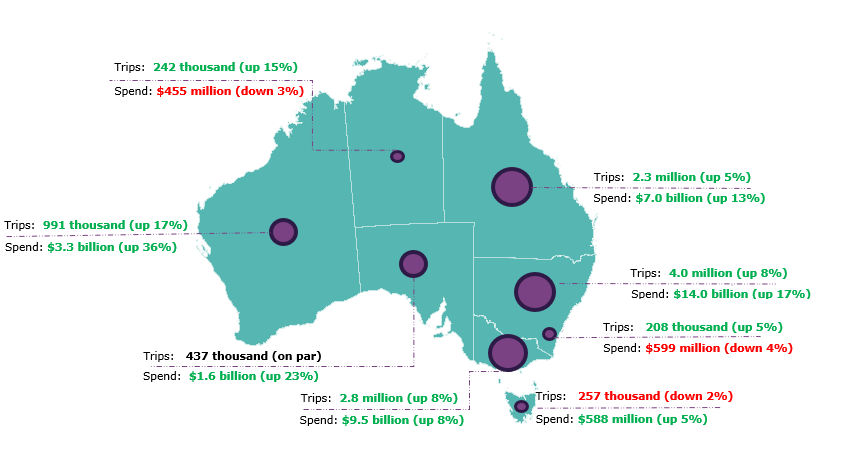 Trips: 242 thousand (up 15%)
Spend: $455 million (down 3%)
Trips: 2.3 million (up 5%)
Spend: $7.0 billion (up 13%)
Trips: 991 thousand (up 17%)
Spend: $3.3 billion (up 36%)
Trips: 4.0 million (up 8%)
Spend: $14.0 billion (up 17%)
Trips: 208 thousand (up 5%)
Spend: $599 million (down 4%)
Trips: 437 thousand (on par)
Spend: $1.6 billion (up 23%)
Trips: 2.8 million (up 8%)
Spend: $9.5 billion (up 8%)
Trips: 257 thousand (down 2%)
Spend: $588 million (up 5%)